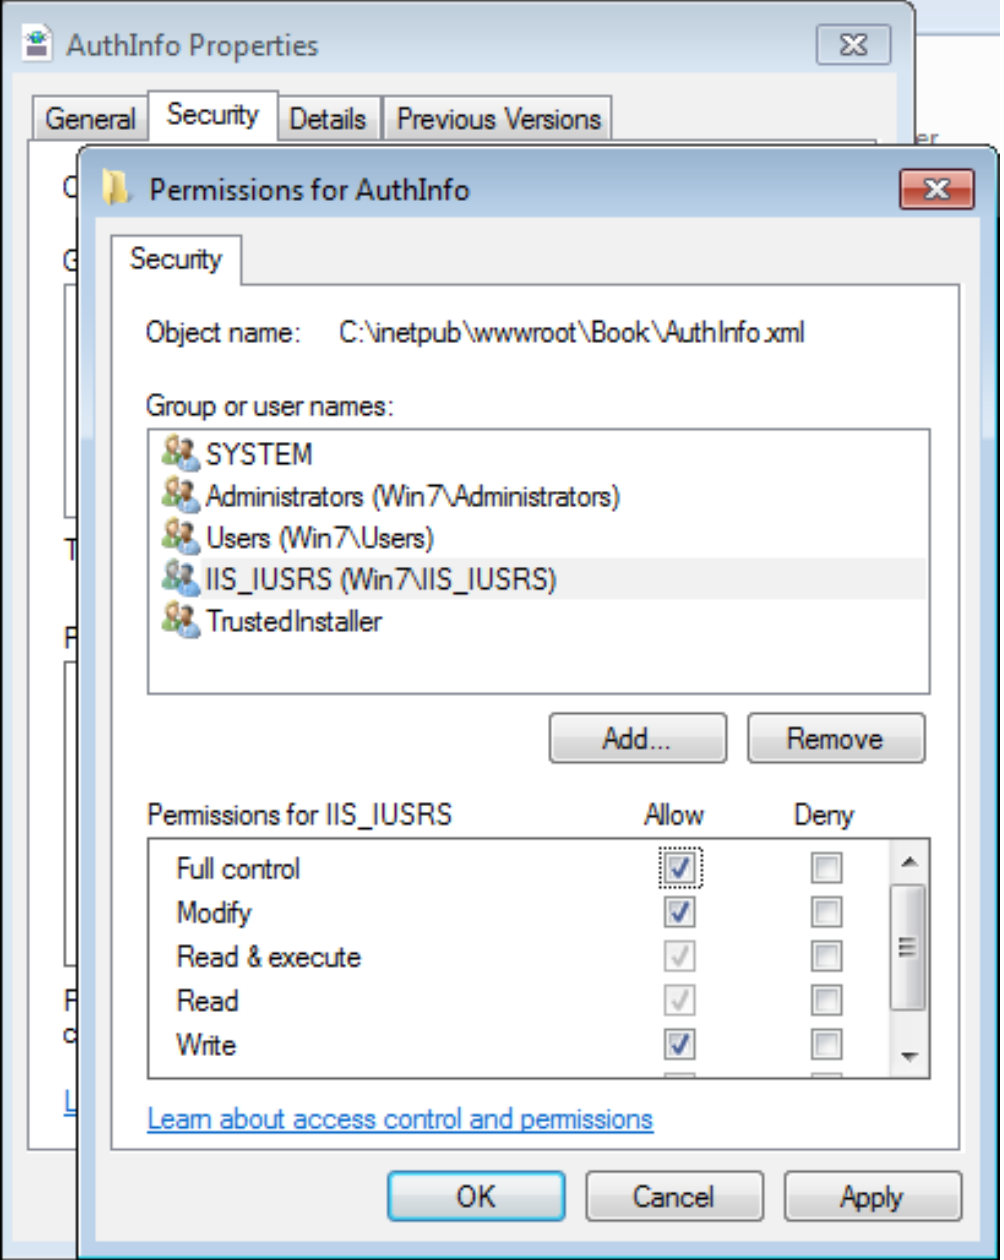 AuthInfo Properties
General Security Details Previous Versions
er
Permissions for AuthInfo
Security
Object name: C:\inetpub\wwwroot\Book\AuthInfo.xml
Group or user names:
SYSTEM
Administrators (Win7\Administrators)
Users (Win7\Users)
IIS_IUSRS (Win7\IIS_IUSRS)
TrustedInstaller
Add... Remove
Permissions for IIS_IUSRS Allow Deny
Full control
Modify
Read & execute
Read
Write
Learn about access control and permissions
OK Cancel Apply